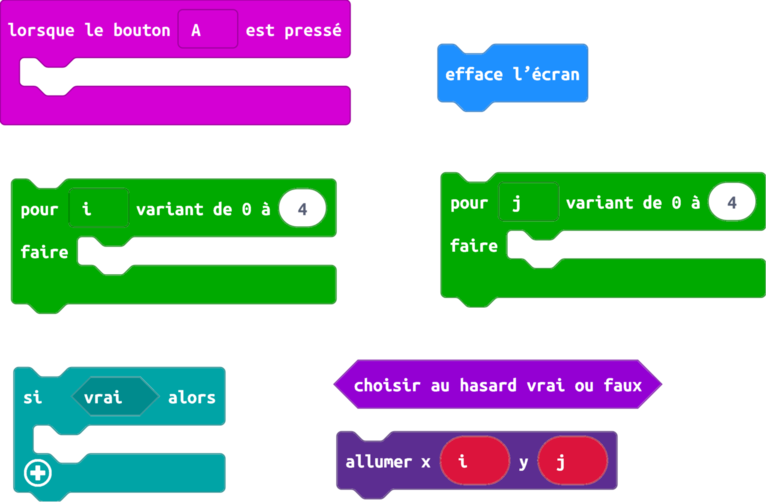 lorsque le bouton A est pressé
efface l’écran
pour i variant de 0 à 4
faire
pour j variant de 0 à 4
faire
si vrai alors
choisir au hasard vrai ou faux
allumer x i y j